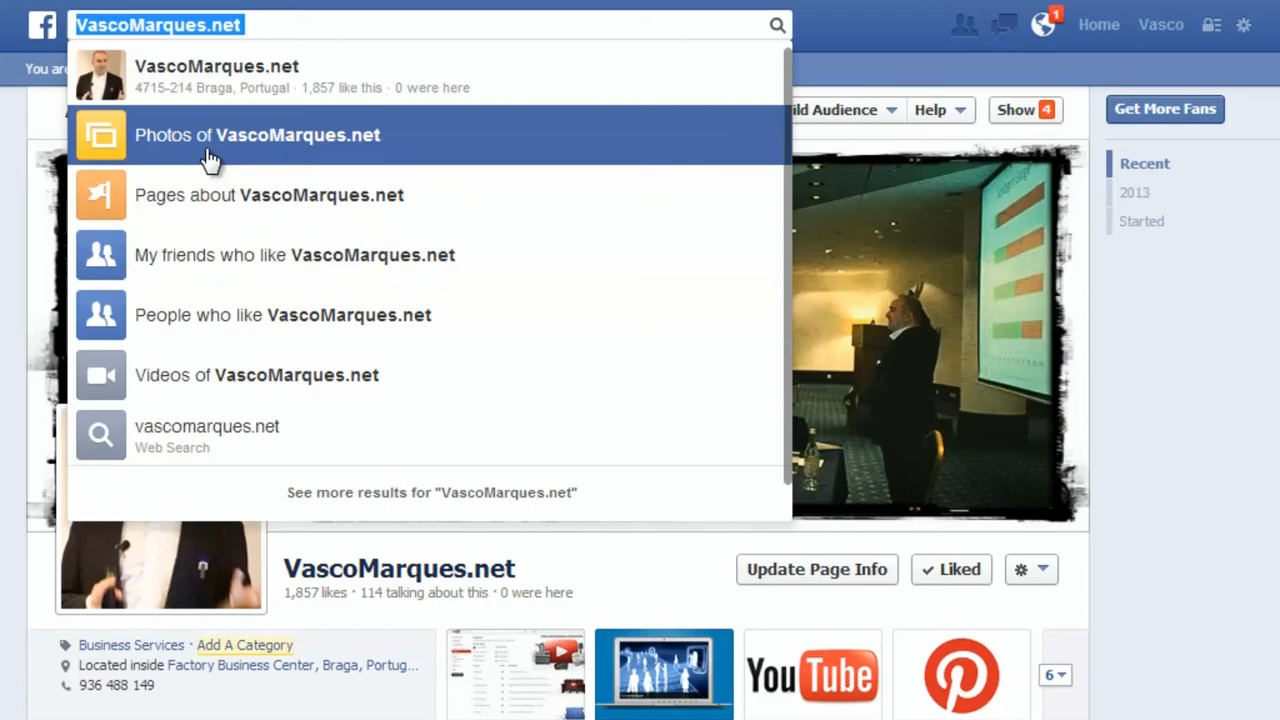 VascoMarques.net
1
Home
Vasco
You are
VascoMarques.net
4715-214 Braga, Portugal · 1,857 like this · 0 were here
Photos of VascoMarques.net
Pages about VascoMarques.net
My friends who like VascoMarques.net
People who like VascoMarques.net
Videos of VascoMarques.net
vascomarques.net
Web Search
See more results for "VascoMarques.net"
Audience
Help
Show 4
Get More Fans
Recent
2013
Started
VascoMarques.net
1,857 likes · 114 talking about this · 0 were here
Update Page Info
Liked
Business Services · Add A Category
Located inside Factory Business Center, Braga, Portug...
936 488 149
You Tube
6